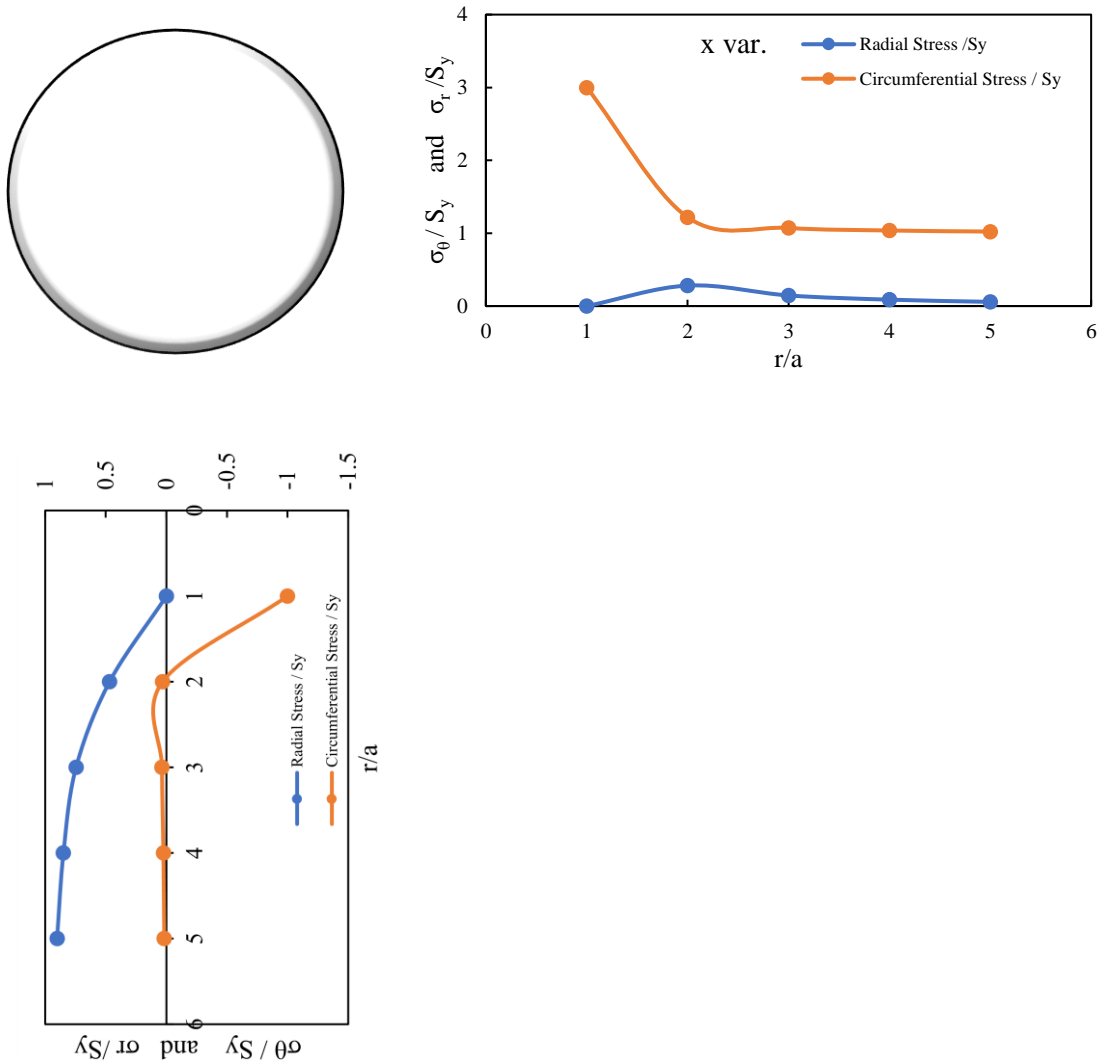 4
3
2
1
0
0 1 2 3 4 5 6
σθ / Sy and σr /Sy
x var.
Radial Stress /Sy
Circumferential Stress / Sy
r/a
1 0.5 0 -0.5 -1 -1.5
0
1
2
3
4
5
6
Radial Stress / Sy
Circumferential Stress / Sy
r/a
σr/Sy and σθ / Sy